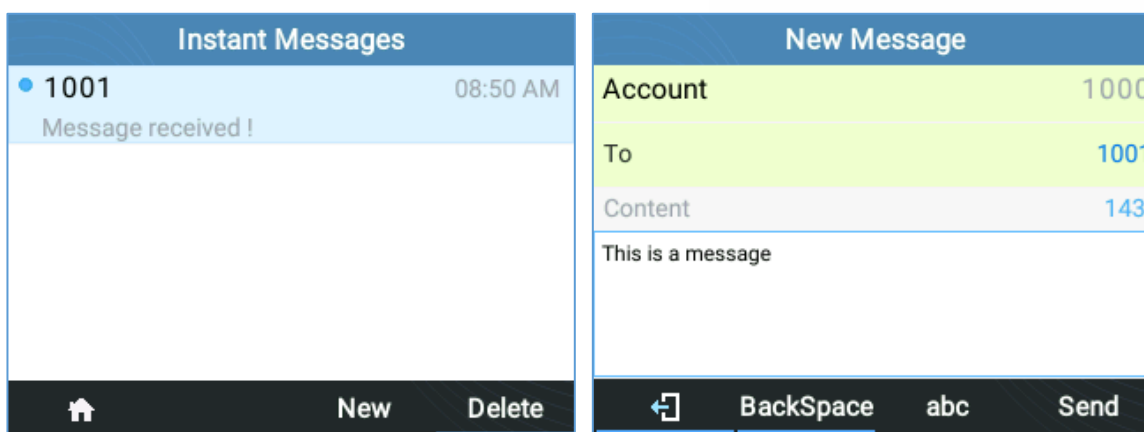 Instant Messages
1001 08:50 AM
Message received !
New Delete
New Message
Account 1000
To 1001
Content 143
This is a message
BackSpace abc Send